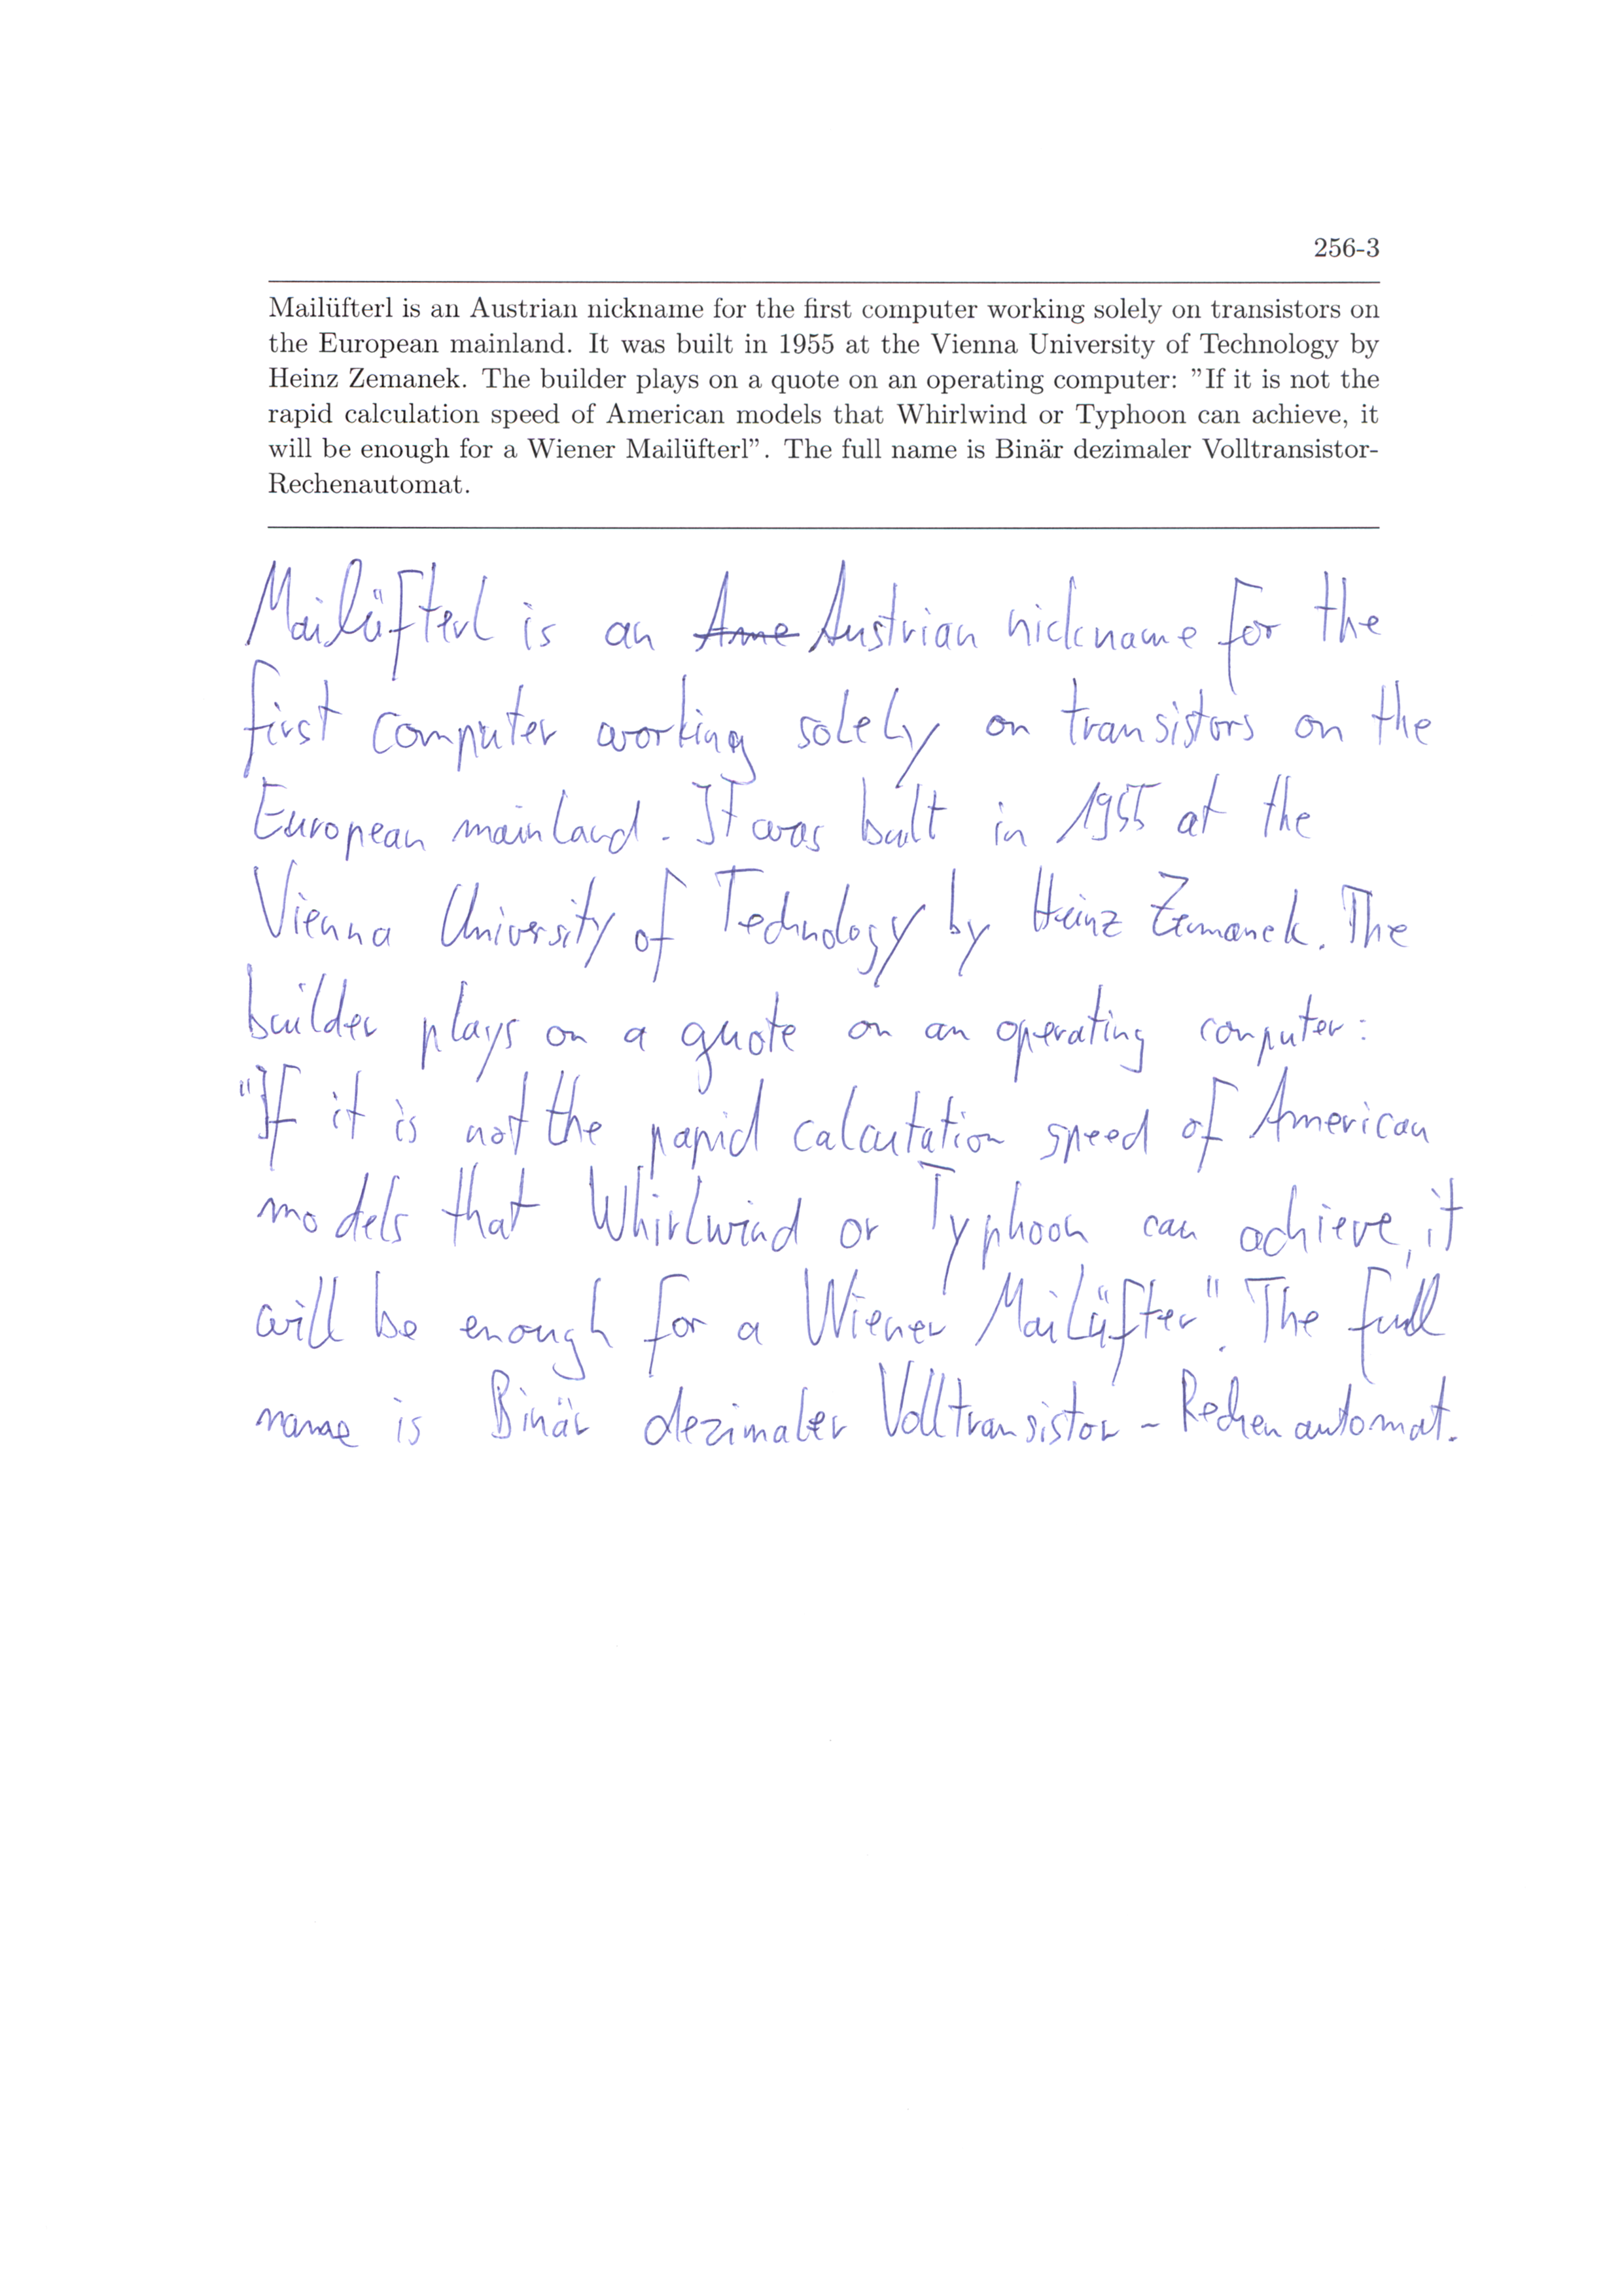 256-3
Mailüfterl is an Austrian nickname for the first computer working solely on transistors on
the European mainland. It was built in 1955 at the Vienna University of Technology by
Heinz Zemanek. The builder plays on a quote on an operating computer: ”If it is not the
rapid calculation speed of American models that Whirlwind or Typhoon can achieve, it
will be enough for a Wiener Mailüfterl”. The full name is Binär dezimaler Volltransistor-
Rechenautomat.
Mailüfterl is an Ame Austrian nickname for the
first computer working solely on transistors on the
European mainland. It was built in 1955 at the
Vienna University of Technology by Heinz Zemanek. The
builder plays on a quote on an operating computer:
"If it is not the papid calculation speed of American
models that Whirlwind or Typhoon can achieve, it
will be enough for a Wiener Mailüfter". The full
name is Binär dezimaler Volltransistor-Rechenautomat.